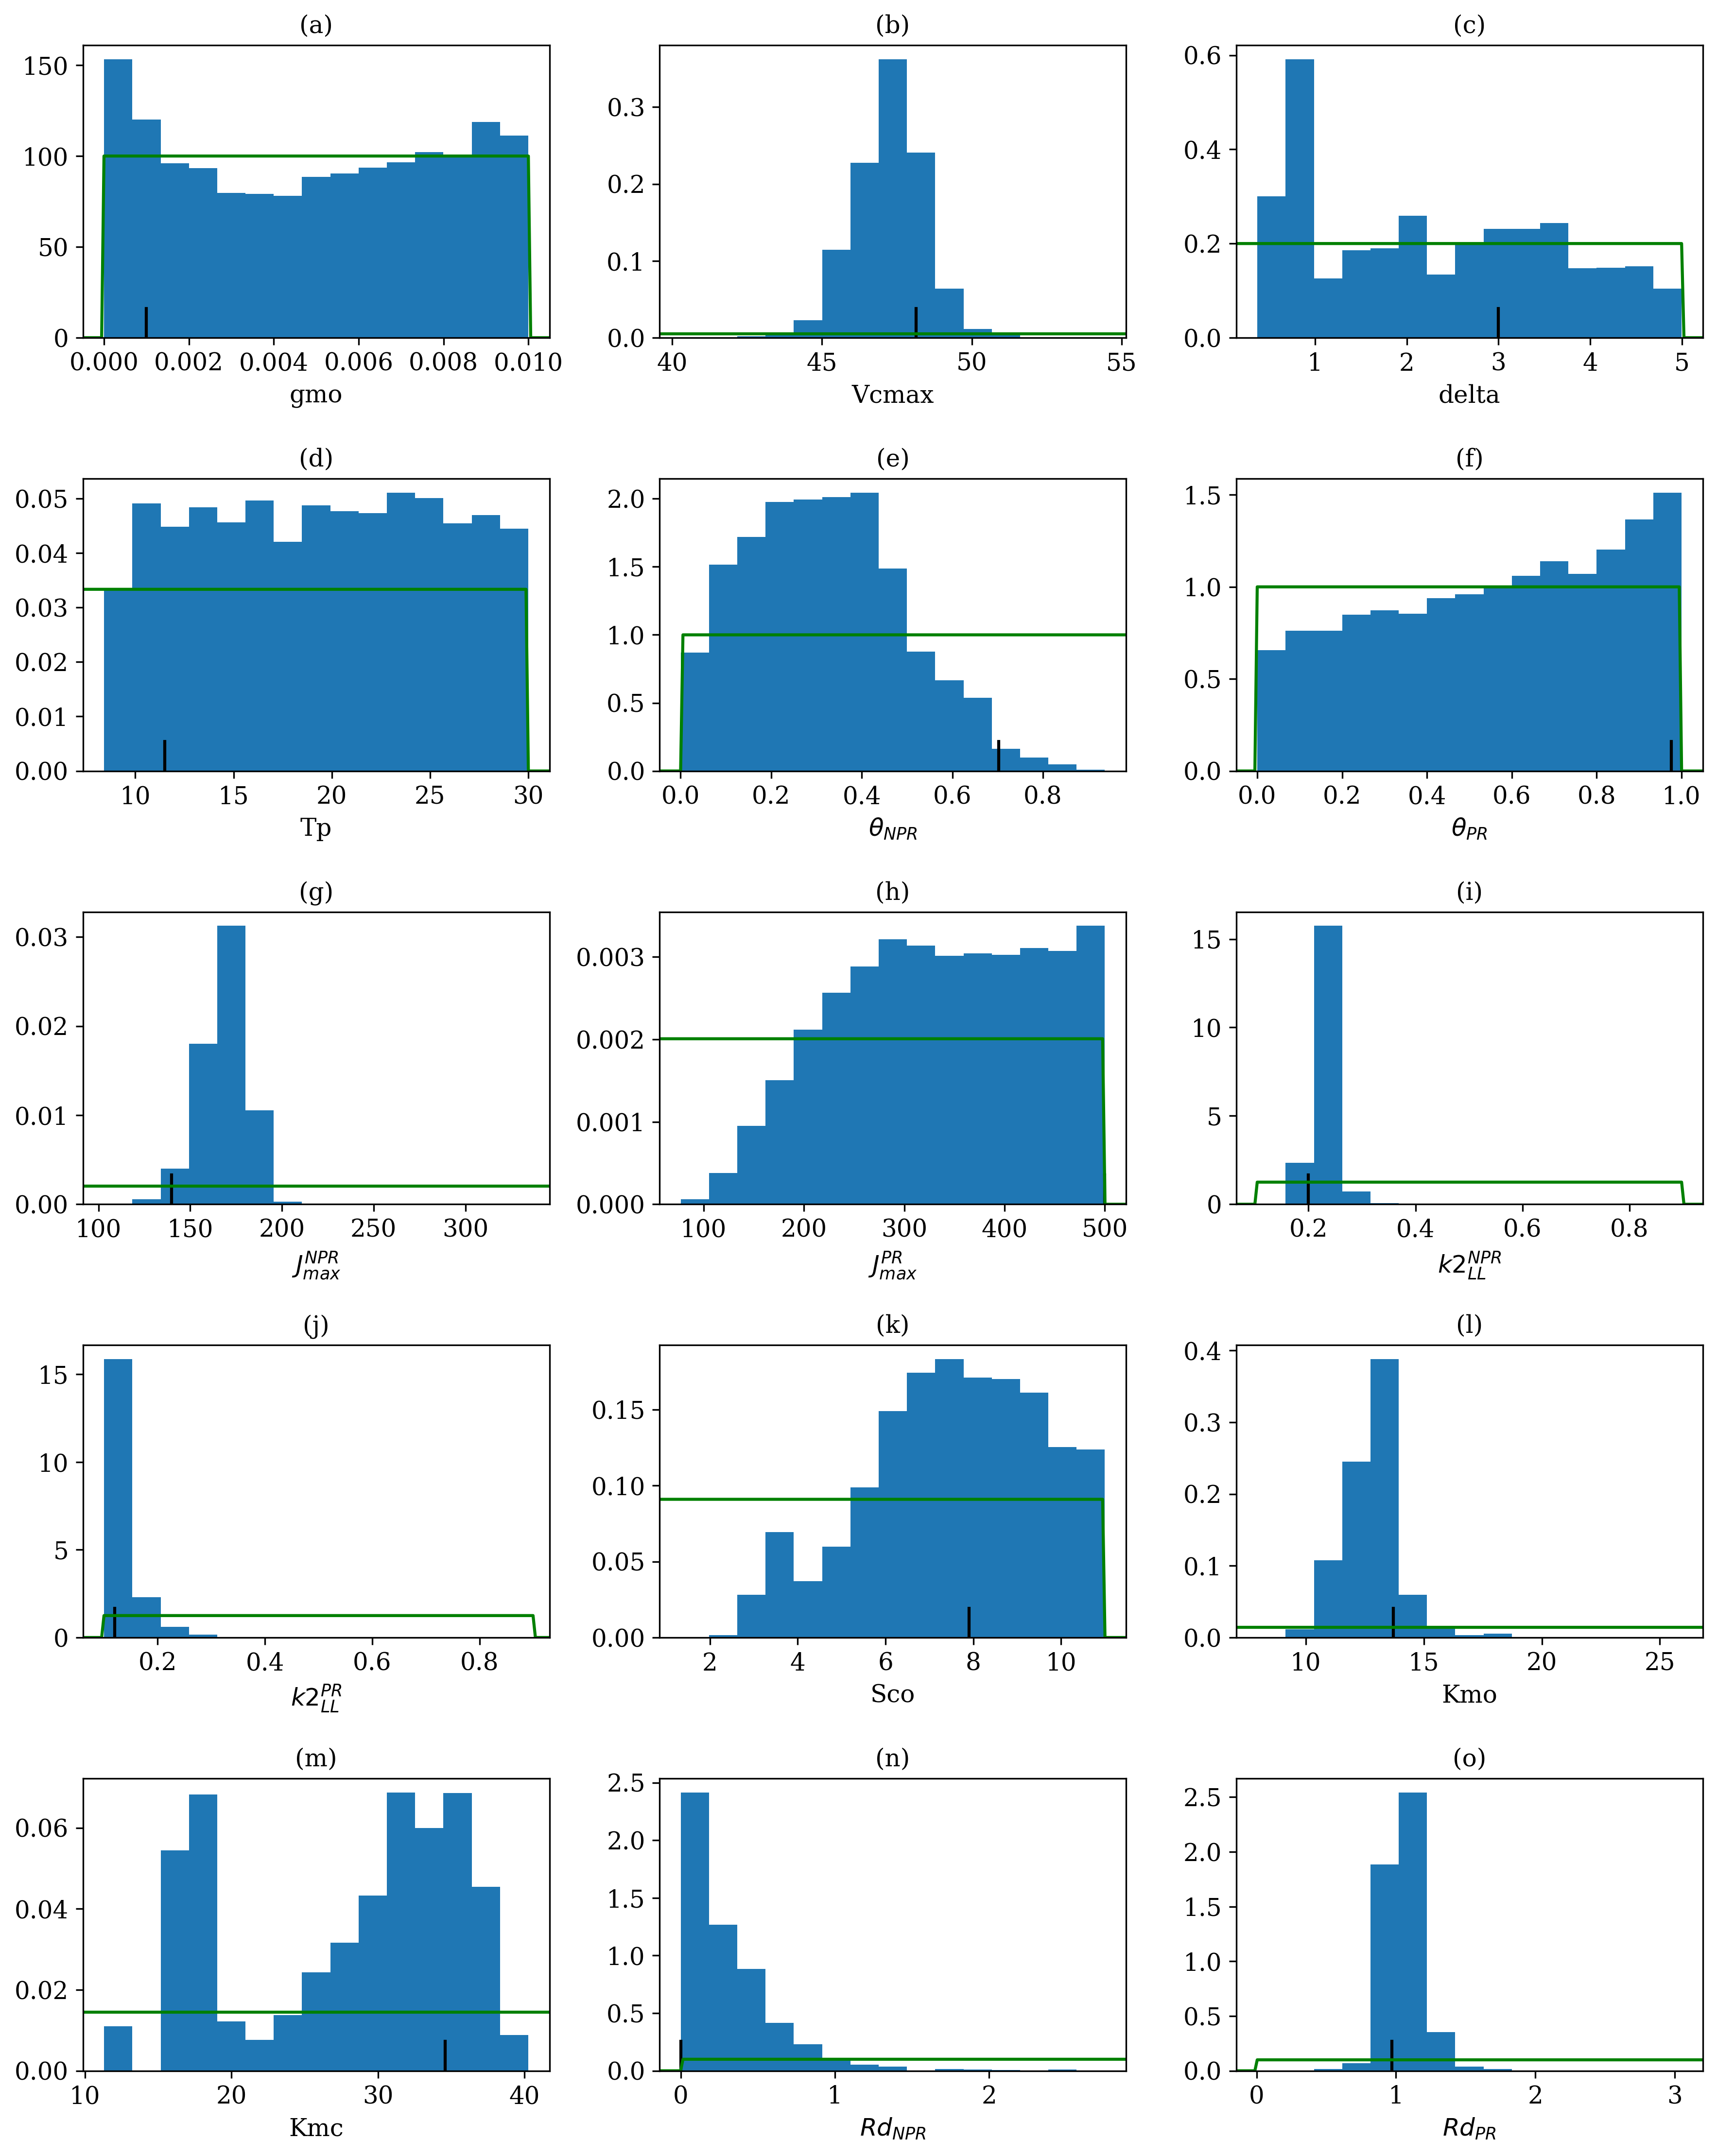 (a)
150
100
50
0
0.000 0.002 0.004 0.006 0.008 0.010
gmo
(b)
0.3
0.2
0.1
0.0
40 45 50 55
Vcmax
(c)
0.6
0.4
0.2
0.0
1 2 3 4 5
delta
(d)
0.05
0.04
0.03
0.02
0.01
0.00
10 15 20 25 30
Tp
(e)
2.0
1.5
1.0
0.5
0.0
0.0 0.2 0.4 0.6 0.8
θNPR
(f)
1.5
1.0
0.5
0.0
0.0 0.2 0.4 0.6 0.8 1.0
θPR
(g)
0.03
0.02
0.01
0.00
100 150 200 250 300
J NPR max
(h)
0.003
0.002
0.001
0.000
100 200 300 400 500
J PR max
(i)
15
10
5
0
0.2 0.4 0.6 0.8
k2 NPR LL
(j)
15
10
5
0
0.2 0.4 0.6 0.8
k2 PR LL
(k)
0.15
0.10
0.05
0.00
2 4 6 8 10
Sco
(l)
0.4
0.3
0.2
0.1
0.0
10 15 20 25
Kmo
(m)
0.06
0.04
0.02
0.00
10 20 30 40
Kmc
(n)
2.5
2.0
1.5
1.0
0.5
0.0
0 1 2
RdNPR
(o)
2.5
2.0
1.5
1.0
0.5
0.0
0 1 2 3
RdPR